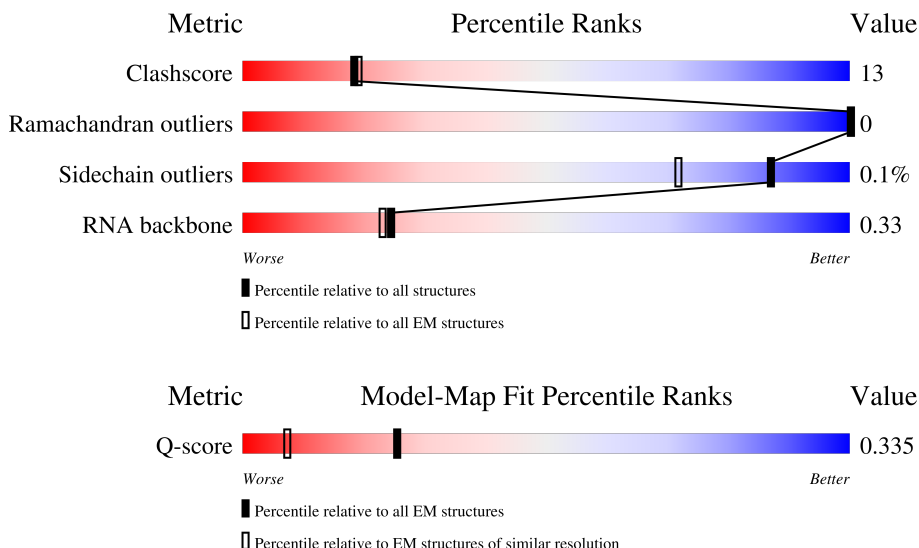 Metric Percentile Ranks Value
Clashscore 13
Ramachandran outliers 0
Sidechain outliers 0.1%
RNA backbone 0.33
Worse Better
Percentile relative to all structures
Percentile relative to all EM structures
Metric Model-Map Fit Percentile Ranks Value
Q-score 0.335
Worse Better
Percentile relative to all EM structures
Percentile relative to EM structures of similar resolution